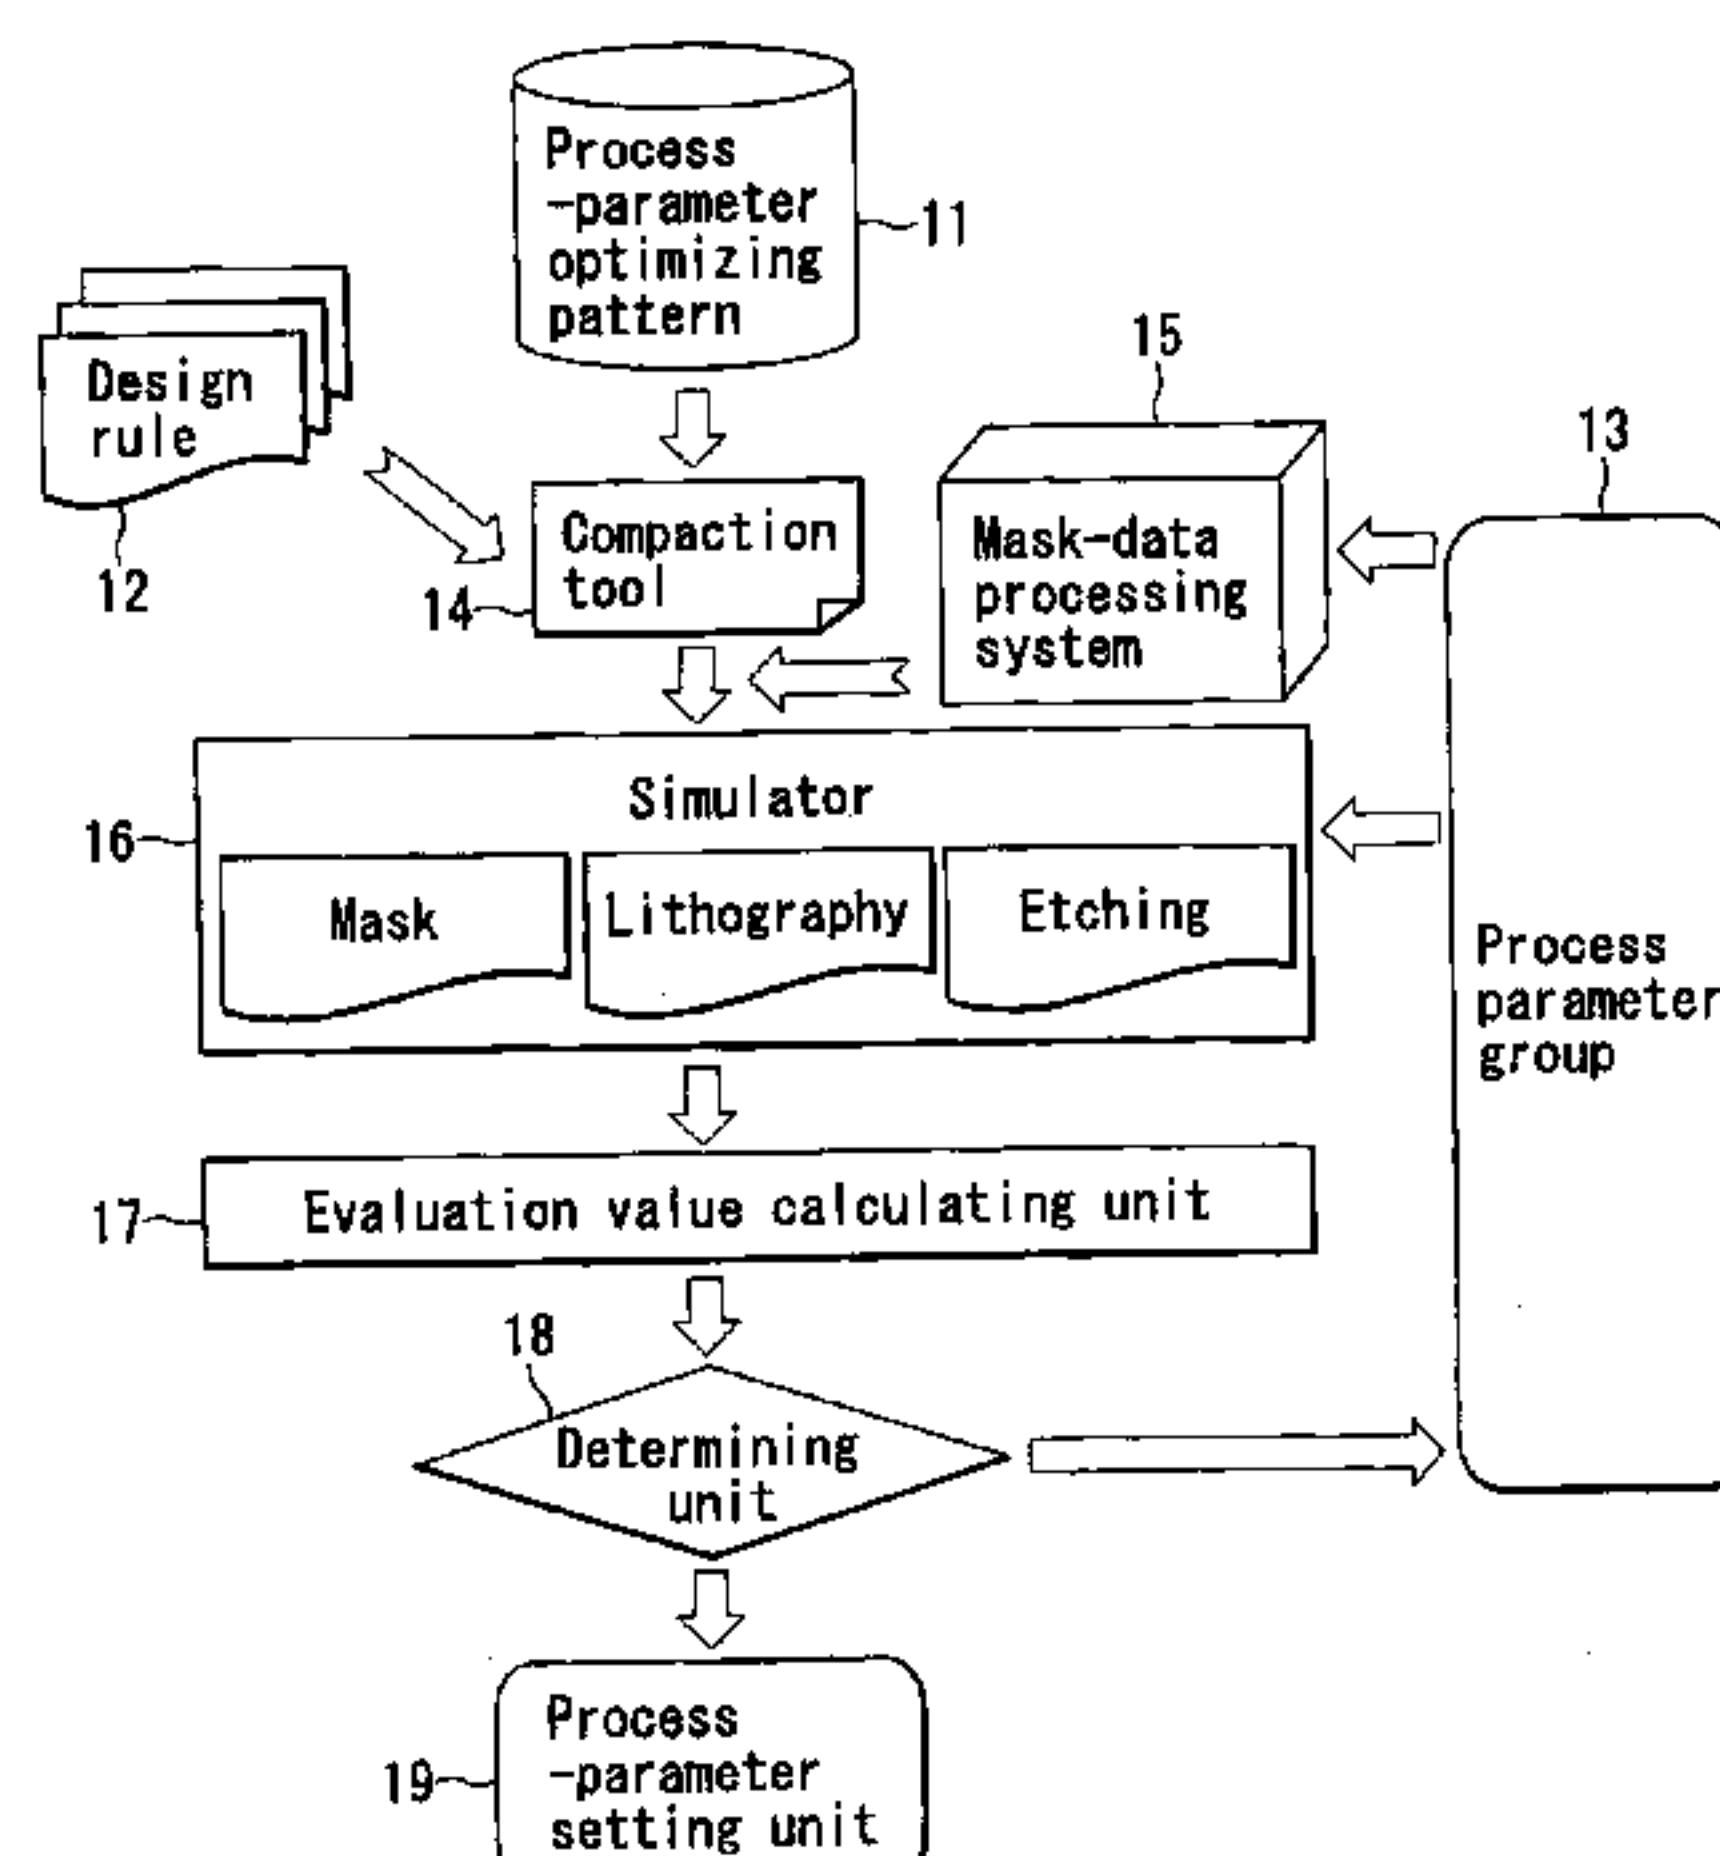 Process
-parameter
optimizing
pattern
11
Design
rule
12
15
13
Compaction
tool
14
Mask-data
processing
system
Simulator
16
Mask
Lithography
Etching
Process
parameter
group
Evaluation value calculating unit
17
18
Determining
unit
Process
-parameter
setting unit
19